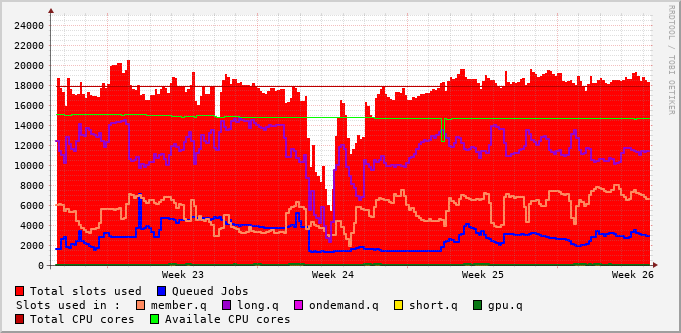 24000
22000
20000
18000
16000
14000
12000
10000
8000
6000
4000
2000
0
Week 23 Week 24 Week 25 Week 26
Total slots used Queued Jobs
Slots used in : member.q long.q ondemand.q short.q gpu.q
Total CPU cores Availale CPU cores
RRDTOOL / TOBI OETIKER